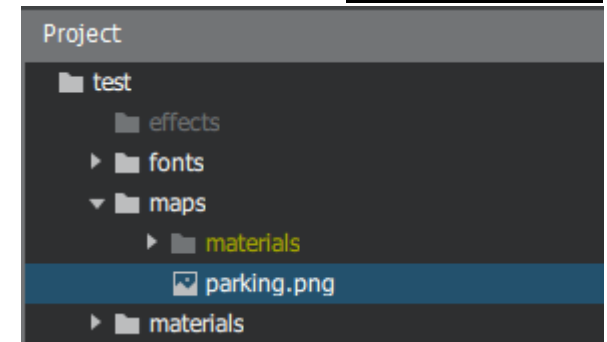 Project
test
effects
fonts
maps
materials
parking.png
materials